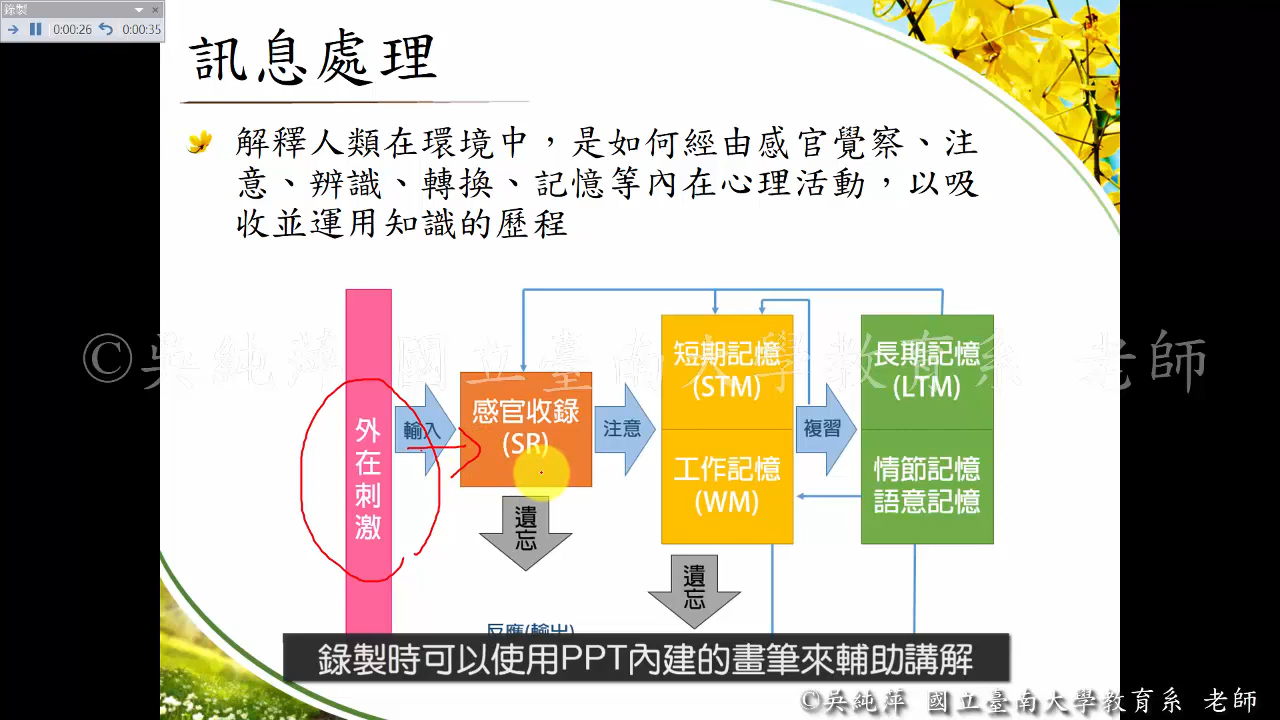 錄製
0:00:26 0:00:35
訊息處理
解釋人類在環境中，是如何經由感官覺察、注
意、辨識、轉換、記憶等內在心理活動，以吸
收並運用知識的歷程
©吳純萍 國立臺南大學教育系 老師
外在刺激
輸入
感官收錄
(SR)
注意
短期記憶
(STM)
工作記憶
(WM)
複習
長期記憶
(LTM)
情節記憶
語意記憶
遺忘
遺忘
反應(輸出)
錄製時可以使用PPT內建的畫筆來輔助講解
©吳純萍 國立臺南大學教育系 老師